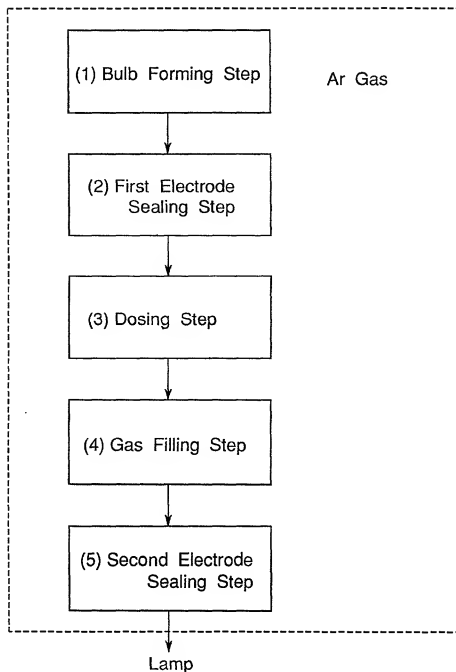 (1) Bulb Forming Step
Ar Gas
(2) First Electrode
Sealing Step
(3) Dosing Step
(4) Gas Filling Step
(5) Second Electrode
Sealing Step
Lamp